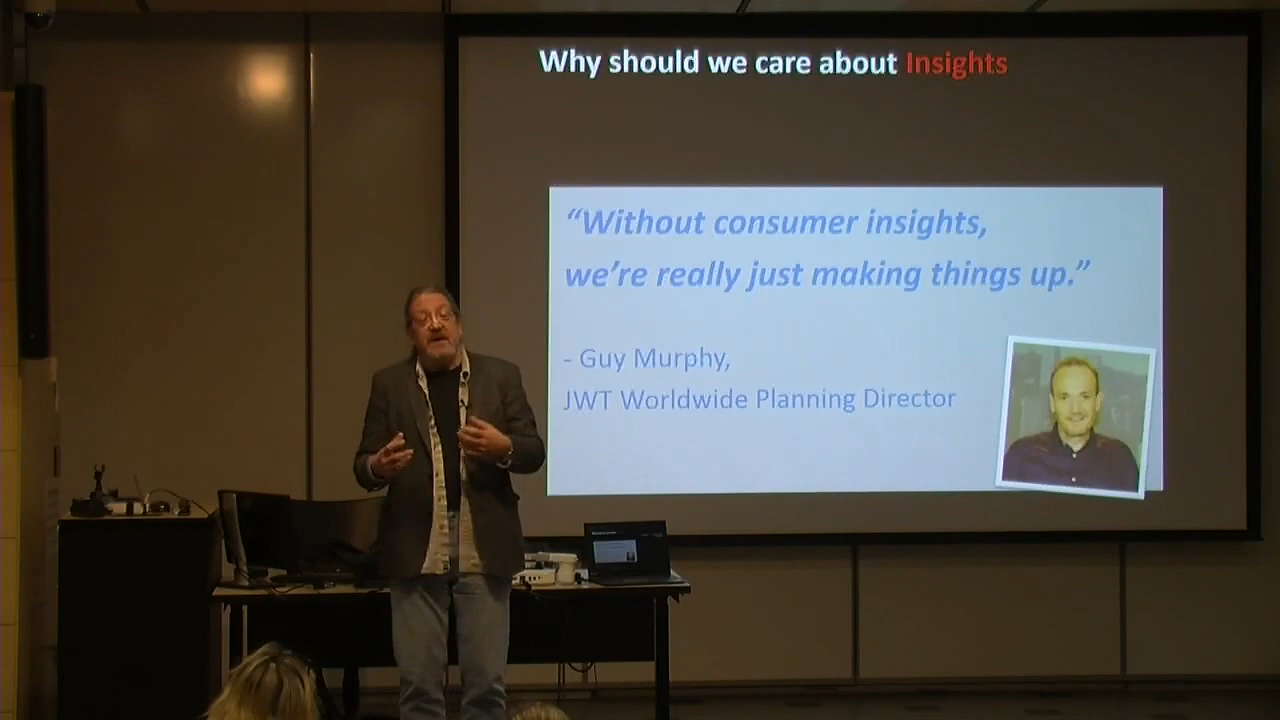 Why should we care about Insights
“Without consumer insights,
we’re really just making things up.”
- Guy Murphy,
JWT Worldwide Planning Director